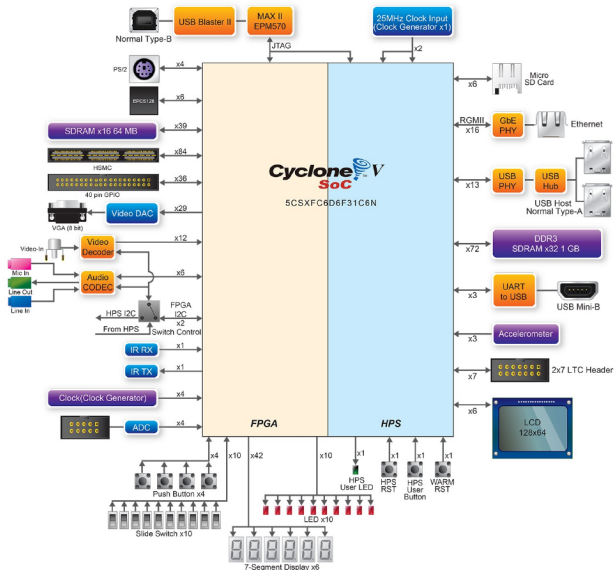 Normal Type-B
USB Blaster II
MAX II
EPM570
JTAG
25MHz Clock Input
(Clock Generator x1)
x2
PS/2
x4
EPCS128
x6
SDRAM x16 64 MB
x39
HSMC
x84
40 pin GPIO
x36
VGA (8 bit)
Video DAC
x29
Video-In
Video
Decoder
x12
Mic In
Line Out
Line In
Audio
CODEC
x6
HPS I2C
From HPS
FPGA
I2C
x2
Switch Control
IR RX
x1
IR TX
x1
Clock(Clock Generator)
x4
ADC
x4
Cyclone V
SoC
TM
5CSXFC6D6F31C6N
FPGA
HPS
x6
Micro
SD Card
RGMII
x16
GbE
PHY
Ethernet
x13
USB
PHY
USB
Hub
USB Host
Normal Type-A
x72
DDR3
SDRAM x32 1 GB
x3
UART
to USB
USB Mini-B
x3
Accelerometer
x7
2x7 LTC Header
x6
LCD
128x64
x4
x10
x42
x10
x1
x1
x1
x1
Push Button x4
Slide Switch x10
7-Segment Display x6
LED x10
HPS
User LED
HPS
RST
HPS
User
Button
WARM
RST